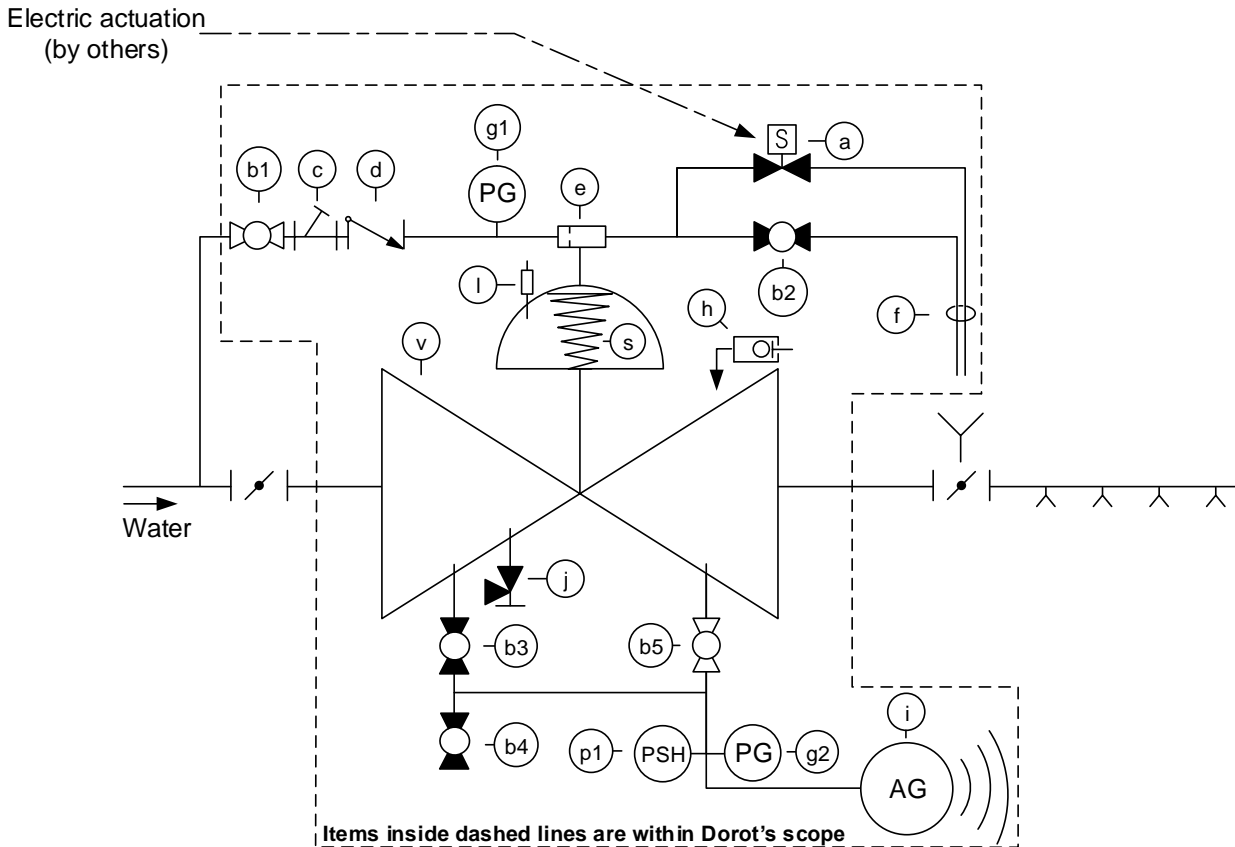 Electric actuation
(by others)
g1
S
a
b1
c
d
PG
e
l
b2
h
f
v
s
Water
j
b3
b5
i
b4
p1
PSH
PG
g2
AG
Items inside dashed lines are within Dorot's scope